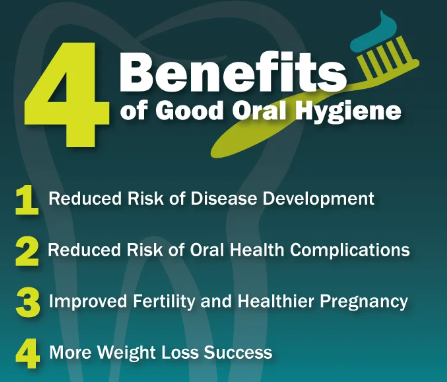 4 Benefits
of Good Oral Hygiene
1 Reduced Risk of Disease Development
2 Reduced Risk of Oral Health Complications
3 Improved Fertility and Healthier Pregnancy
4 More Weight Loss Success